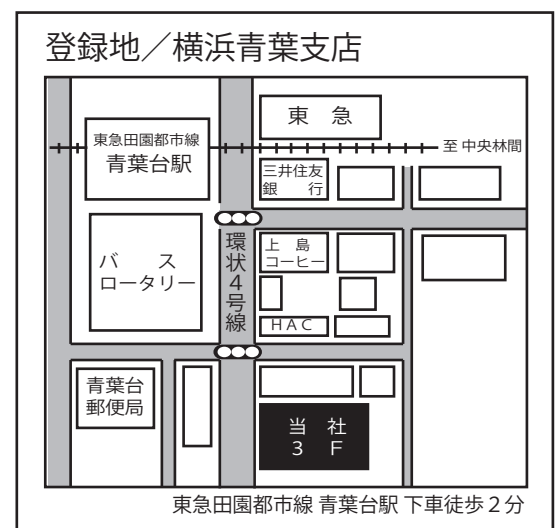 登録地／横浜青葉支店
東 急
東急田園都市線
青葉台駅
至 中央林間
三井住友
銀 行
バ ス
ロータリー
環状４号線
上 島
コーヒー
ＨＡＣ
青葉台
郵便局
当 社
３ Ｆ
東急田園都市線 青葉台駅 下車徒歩２分